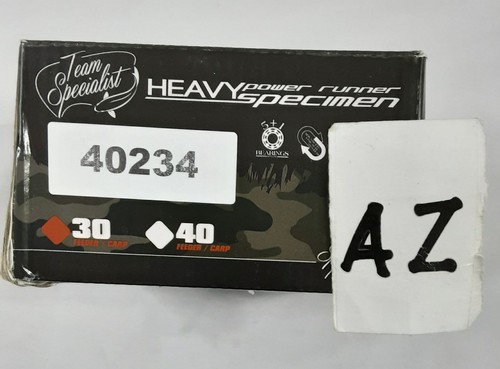 Team
Specialist
HEAVY power runner
specimen
5+1
BEARINGS
40234
30
FEEDER / CARP
40
FEEDER / CARP
AZ